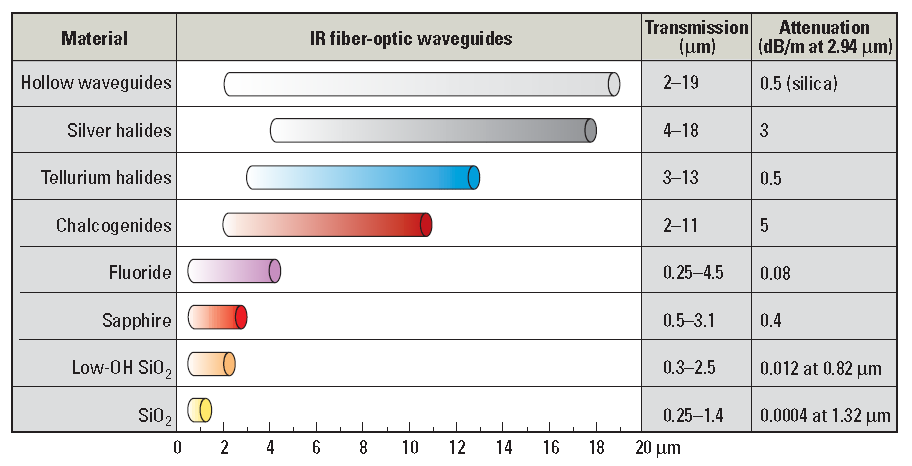 Material IR fiber-optic waveguides Transmission (µm) Attenuation (dB/m at 2.94 µm)
Hollow waveguides 2–19 0.5 (silica)
Silver halides 4–18 3
Tellurium halides 3–13 0.5
Chalcogenides 2–11 5
Fluoride 0.25–4.5 0.08
Sapphire 0.5–3.1 0.4
Low-OH SiO₂ 0.3–2.5 0.012 at 0.82 µm
SiO₂ 0.25–1.4 0.0004 at 1.32 µm
0 2 4 6 8 10 12 14 16 18 20 µm